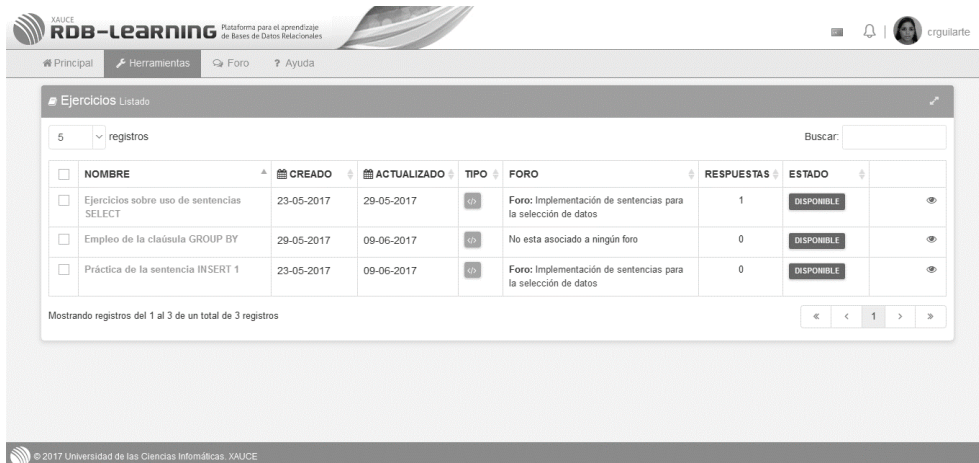 XAUCE
RDB-Learning Plataforma para el aprendizaje
de Bases de Datos Relacionales
crguilarte
Principal Herramientas Foro ? Ayuda
Ejercicios Listado
5 registros Buscar:
NOMBRE CREADO ACTUALIZADO TIPO FORO RESPUESTAS ESTADO
Ejercicios sobre uso de sentencias
SELECT
23-05-2017 29-05-2017 </> Foro: Implementación de sentencias para
la selección de datos
1 DISPONIBLE
Empleo de la claúsula GROUP BY 29-05-2017 09-06-2017 </> No esta asociado a ningún foro 0 DISPONIBLE
Práctica de la sentencia INSERT 1 23-05-2017 09-06-2017 </> Foro: Implementación de sentencias para
la selección de datos
0 DISPONIBLE
Mostrando registros del 1 al 3 de un total de 3 registros « < 1 > »
© 2017 Universidad de las Ciencias Infomáticas. XAUCE